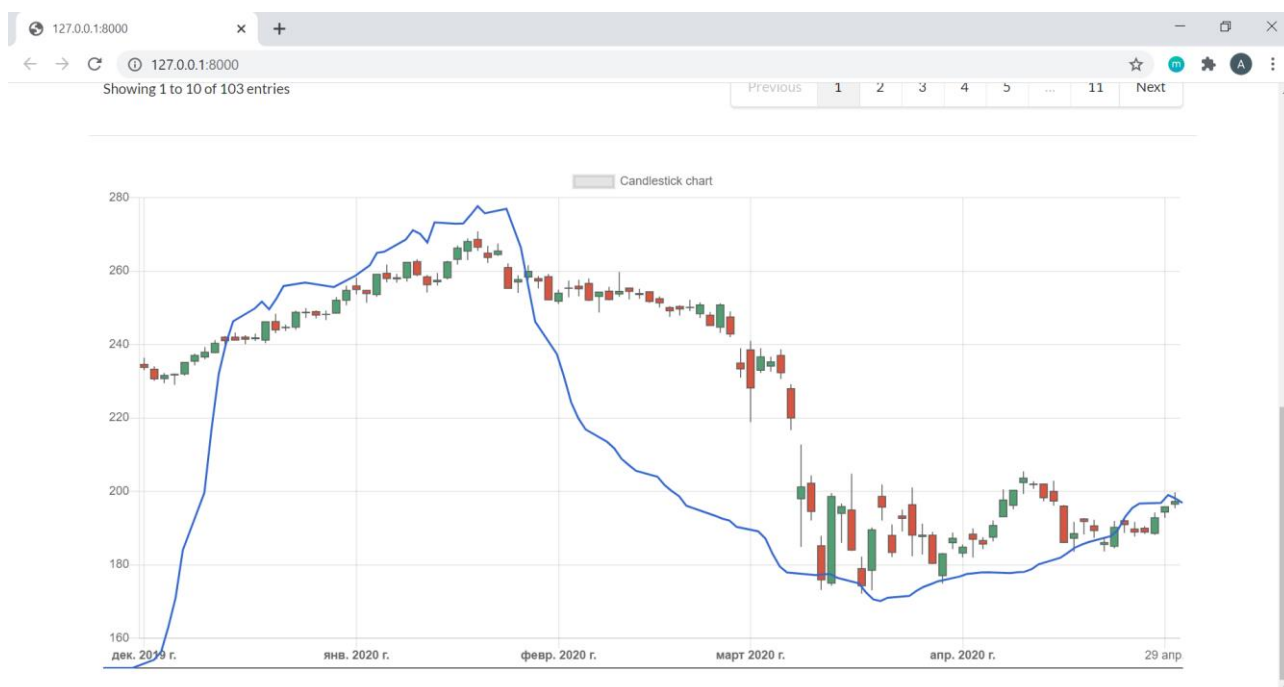 127.0.0.1:8000
127.0.0.1:8000
A
Showing 1 to 10 of 103 entries
Previous 1 2 3 4 5 ... 11 Next
Candlestick chart
280
260
240
220
200
180
160
дек. 2019 г. янв. 2020 г. февр. 2020 г. март 2020 г. апр. 2020 г. 29 апр.